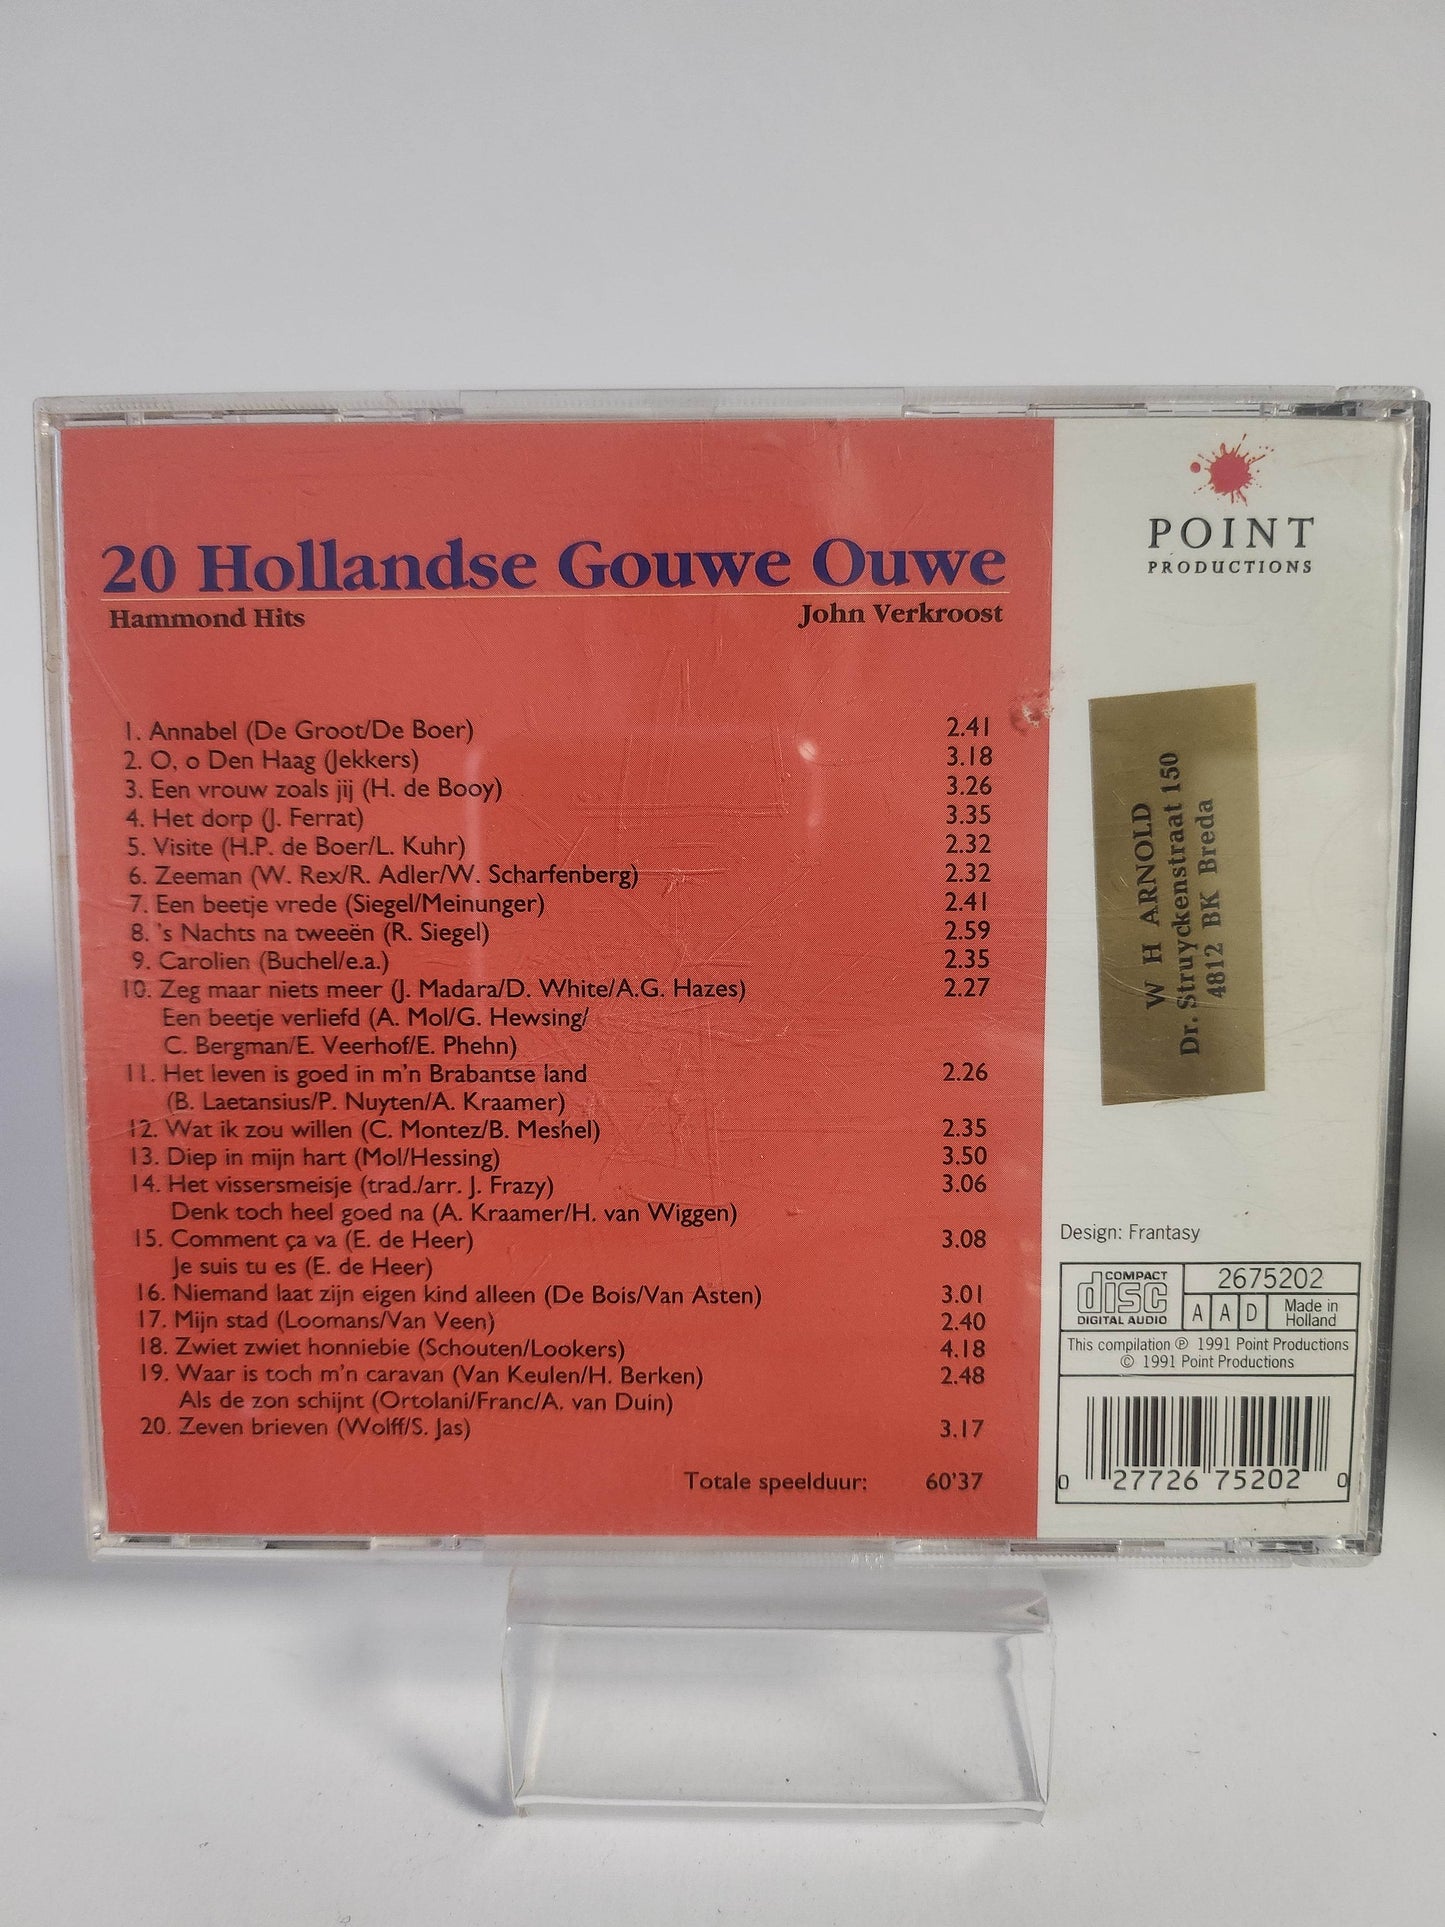 20 Hollandse Gouwe Ouwe
Hammond Hits John Verkroost
1. Annabel (De Groot/De Boer) 2.41
2. O, o Den Haag (Jekkers) 3.18
3. Een vrouw zoals jij (H. de Booy) 3.26
4. Het dorp (J. Ferrat) 3.35
5. Visite (H.P. de Boer/L. Kuhr) 2.32
6. Zeeman (W. Rex/R. Adler/W. Scharfenberg) 2.32
7. Een beetje vrede (Siegel/Meinunger) 2.41
8. 's Nachts na tweeën (R. Siegel) 2.59
9. Carolien (Buchel/e.a.) 2.35
10. Zeg maar niets meer (J. Madara/D. White/A.G. Hazes) 2.27
Een beetje verliefd (A. Mol/G. Hewsing/
C. Bergman/E. Veerhof/E. Phehn)
11. Het leven is goed in m'n Brabantse land 2.26
(B. Laetansius/P. Nuyten/A. Kraamer)
12. Wat ik zou willen (C. Montez/B. Meshel) 2.35
13. Diep in mijn hart (Mol/Hessing) 3.50
14. Het vissersmeisje (trad./arr. J. Frazy) 3.06
Denk toch heel goed na (A. Kraamer/H. van Wiggen)
15. Comment ça va (E. de Heer) 3.08
Je suis tu es (E. de Heer)
16. Niemand laat zijn eigen kind alleen (De Bois/Van Asten) 3.01
17. Mijn stad (Loomans/Van Veen) 2.40
18. Zwiet zwiet honniebie (Schouten/Lookers) 4.18
19. Waar is toch m'n caravan (Van Keulen/H. Berken) 2.48
Als de zon schijnt (Ortolani/Franc/A. van Duin)
20. Zeven brieven (Wolff/S. Jas) 3.17
Totale speelduur: 60'37
POINT
PRODUCTIONS
W H ARNOLD
Dr. Struyckenstraat 150
4812 BK Breda
Design: Frantasy
COMPACT
disc
DIGITAL AUDIO
2675202
A A D
Made in
Holland
This compilation ℗ 1991 Point Productions
© 1991 Point Productions
0 27726 75202 0